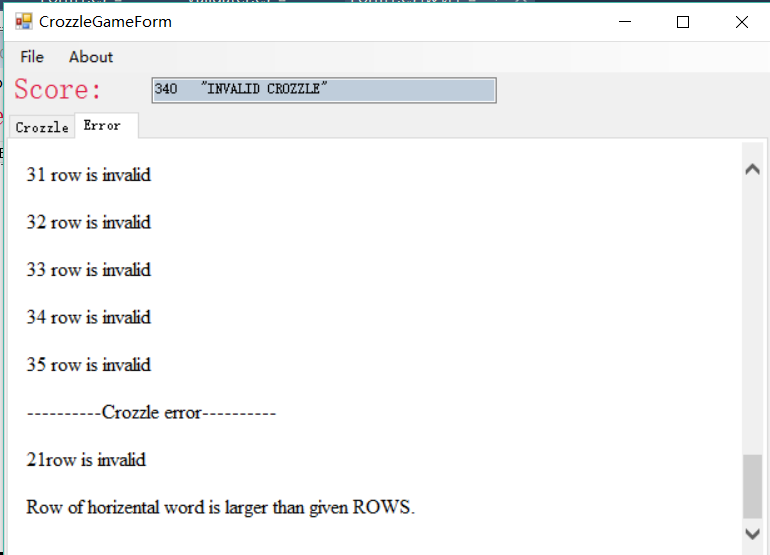 CrozzleGameForm
File About
Score: 340 "INVALID CROZZLE"
Crozzle Error
31 row is invalid
32 row is invalid
33 row is invalid
34 row is invalid
35 row is invalid
----------Crozzle error----------
21row is invalid
Row of horizental word is larger than given ROWS.